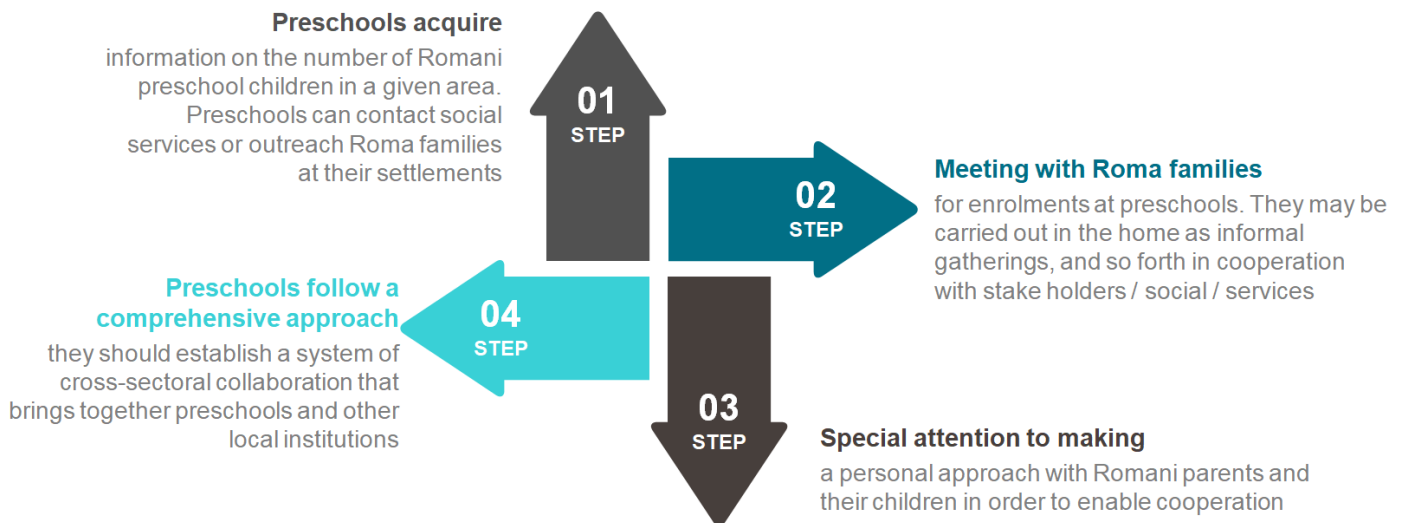 Preschools acquire
information on the number of Romani
preschool children in a given area.
Preschools can contact social
services or outreach Roma families
at their settlements
01
STEP
02
STEP
Meeting with Roma families
for enrolments at preschools. They may be
carried out in the home as informal
gatherings, and so forth in cooperation
with stake holders / social / services
03
STEP
Special attention to making
a personal approach with Romani parents and
their children in order to enable cooperation
04
STEP
Preschools follow a
comprehensive approach
they should establish a system of
cross-sectoral collaboration that
brings together preschools and other
local institutions